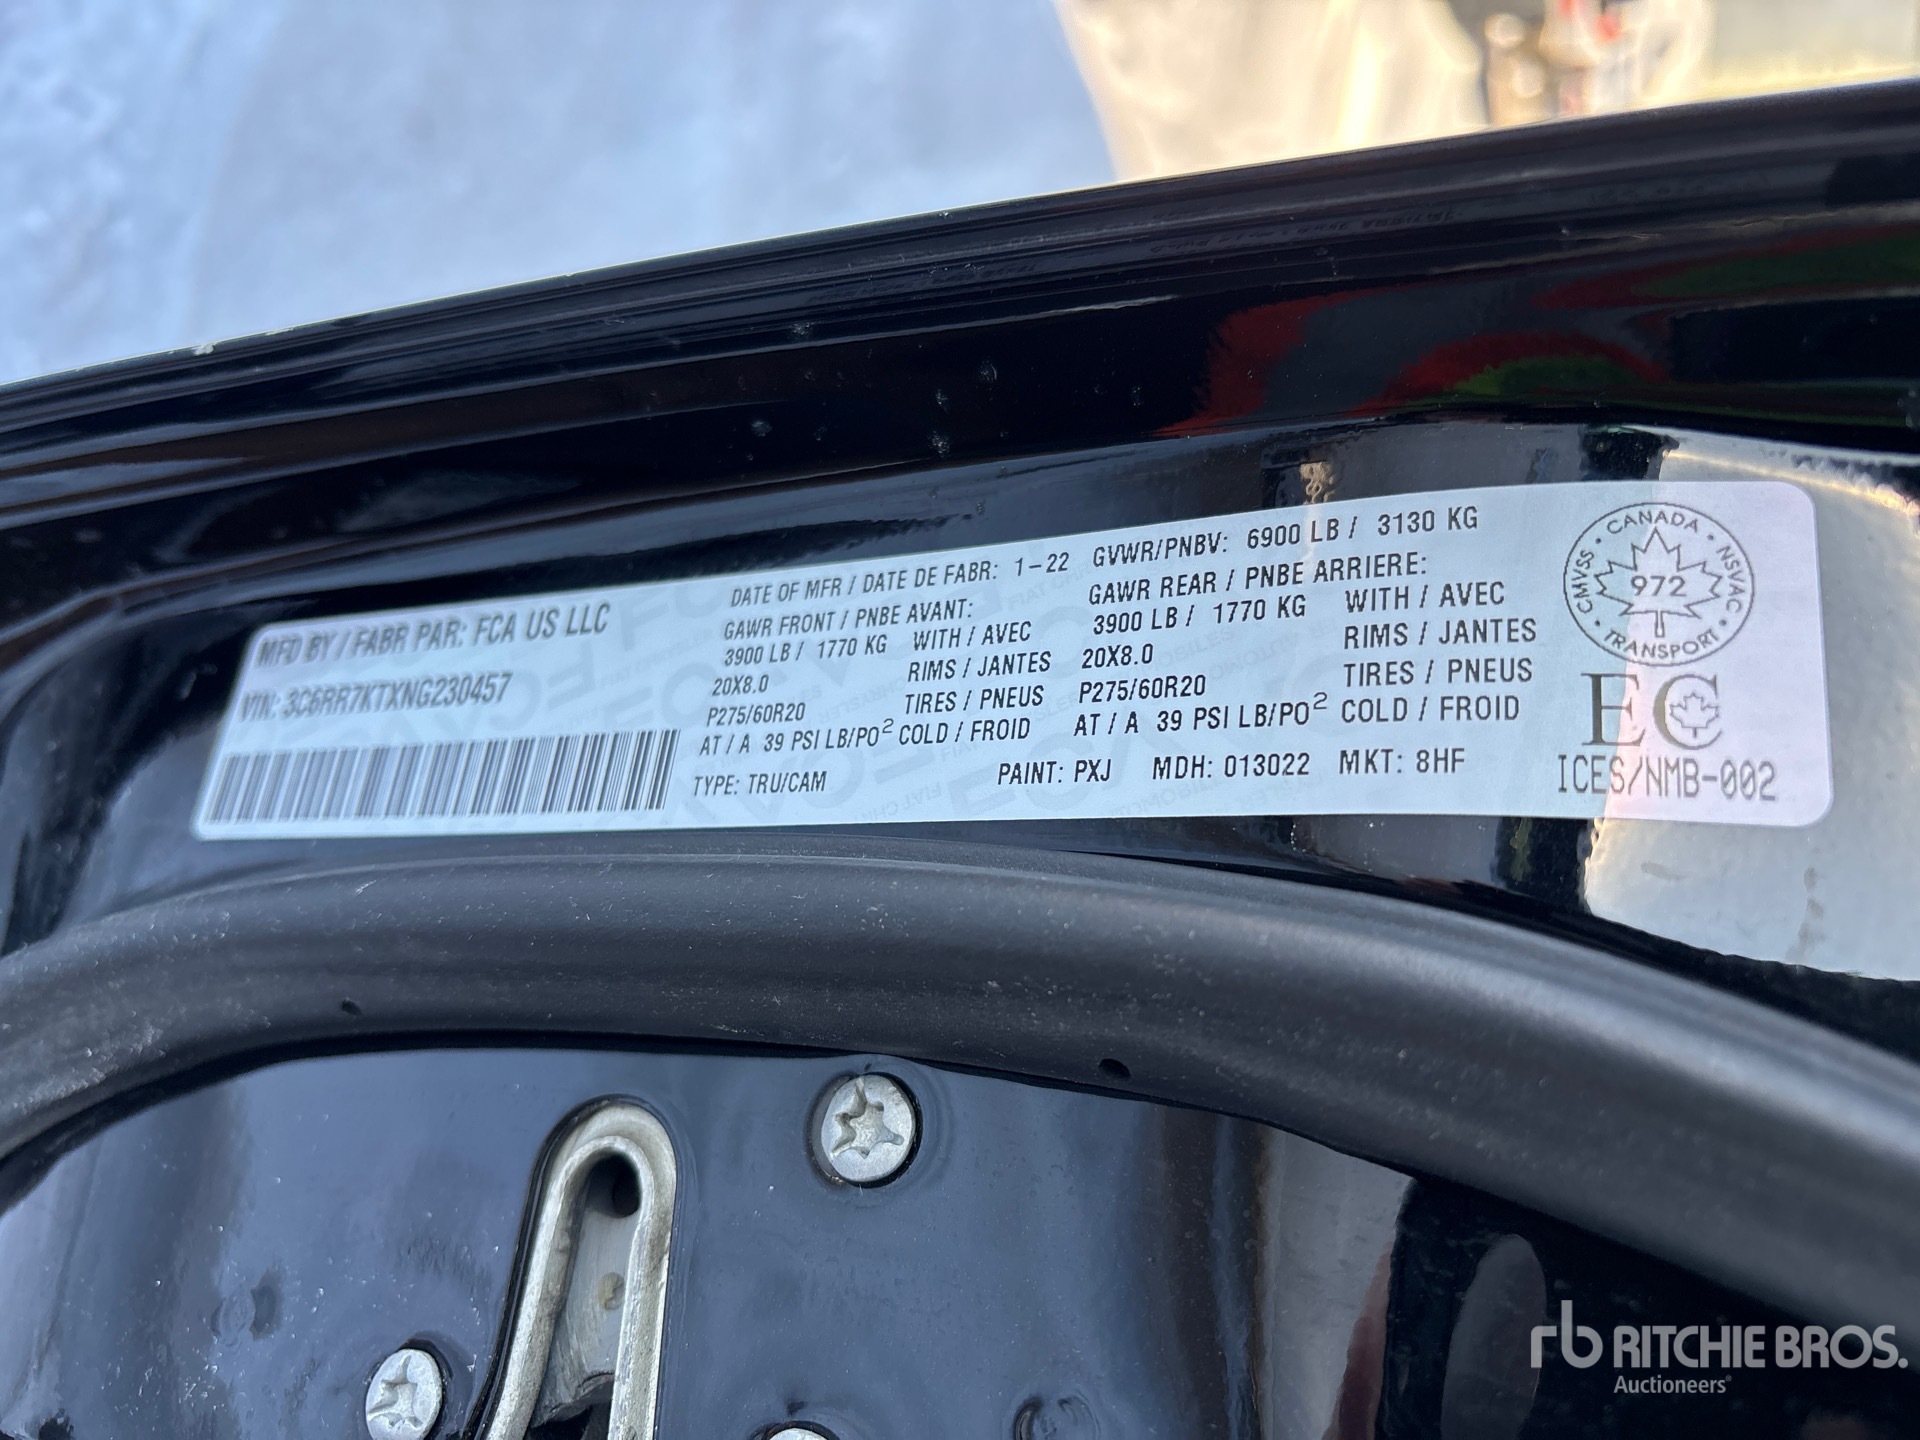 MFD BY / FABR PAR: FCA US LLC
VIN: 3C6RR7KTXNG230457
DATE OF MFR / DATE DE FABR: 1-22 GVWR/PNBV: 6900 LB / 3130 KG
GAWR FRONT / PNBE AVANT:
3900 LB / 1770 KG WITH / AVEC
20X8.0 RIMS / JANTES
P275/60R20 TIRES / PNEUS
AT / A 39 PSI LB/PO² COLD / FROID
GAWR REAR / PNBE ARRIERE:
3900 LB / 1770 KG WITH / AVEC
20X8.0 RIMS / JANTES
P275/60R20 TIRES / PNEUS
AT / A 39 PSI LB/PO² COLD / FROID
TYPE: TRU/CAM PAINT: PXJ MDH: 013022 MKT: 8HF
CMVSS · CANADA · NSVAC · TRANSPORT ·
972
EC
ICES/NMB-002
rb RITCHIE BROS.
Auctioneers